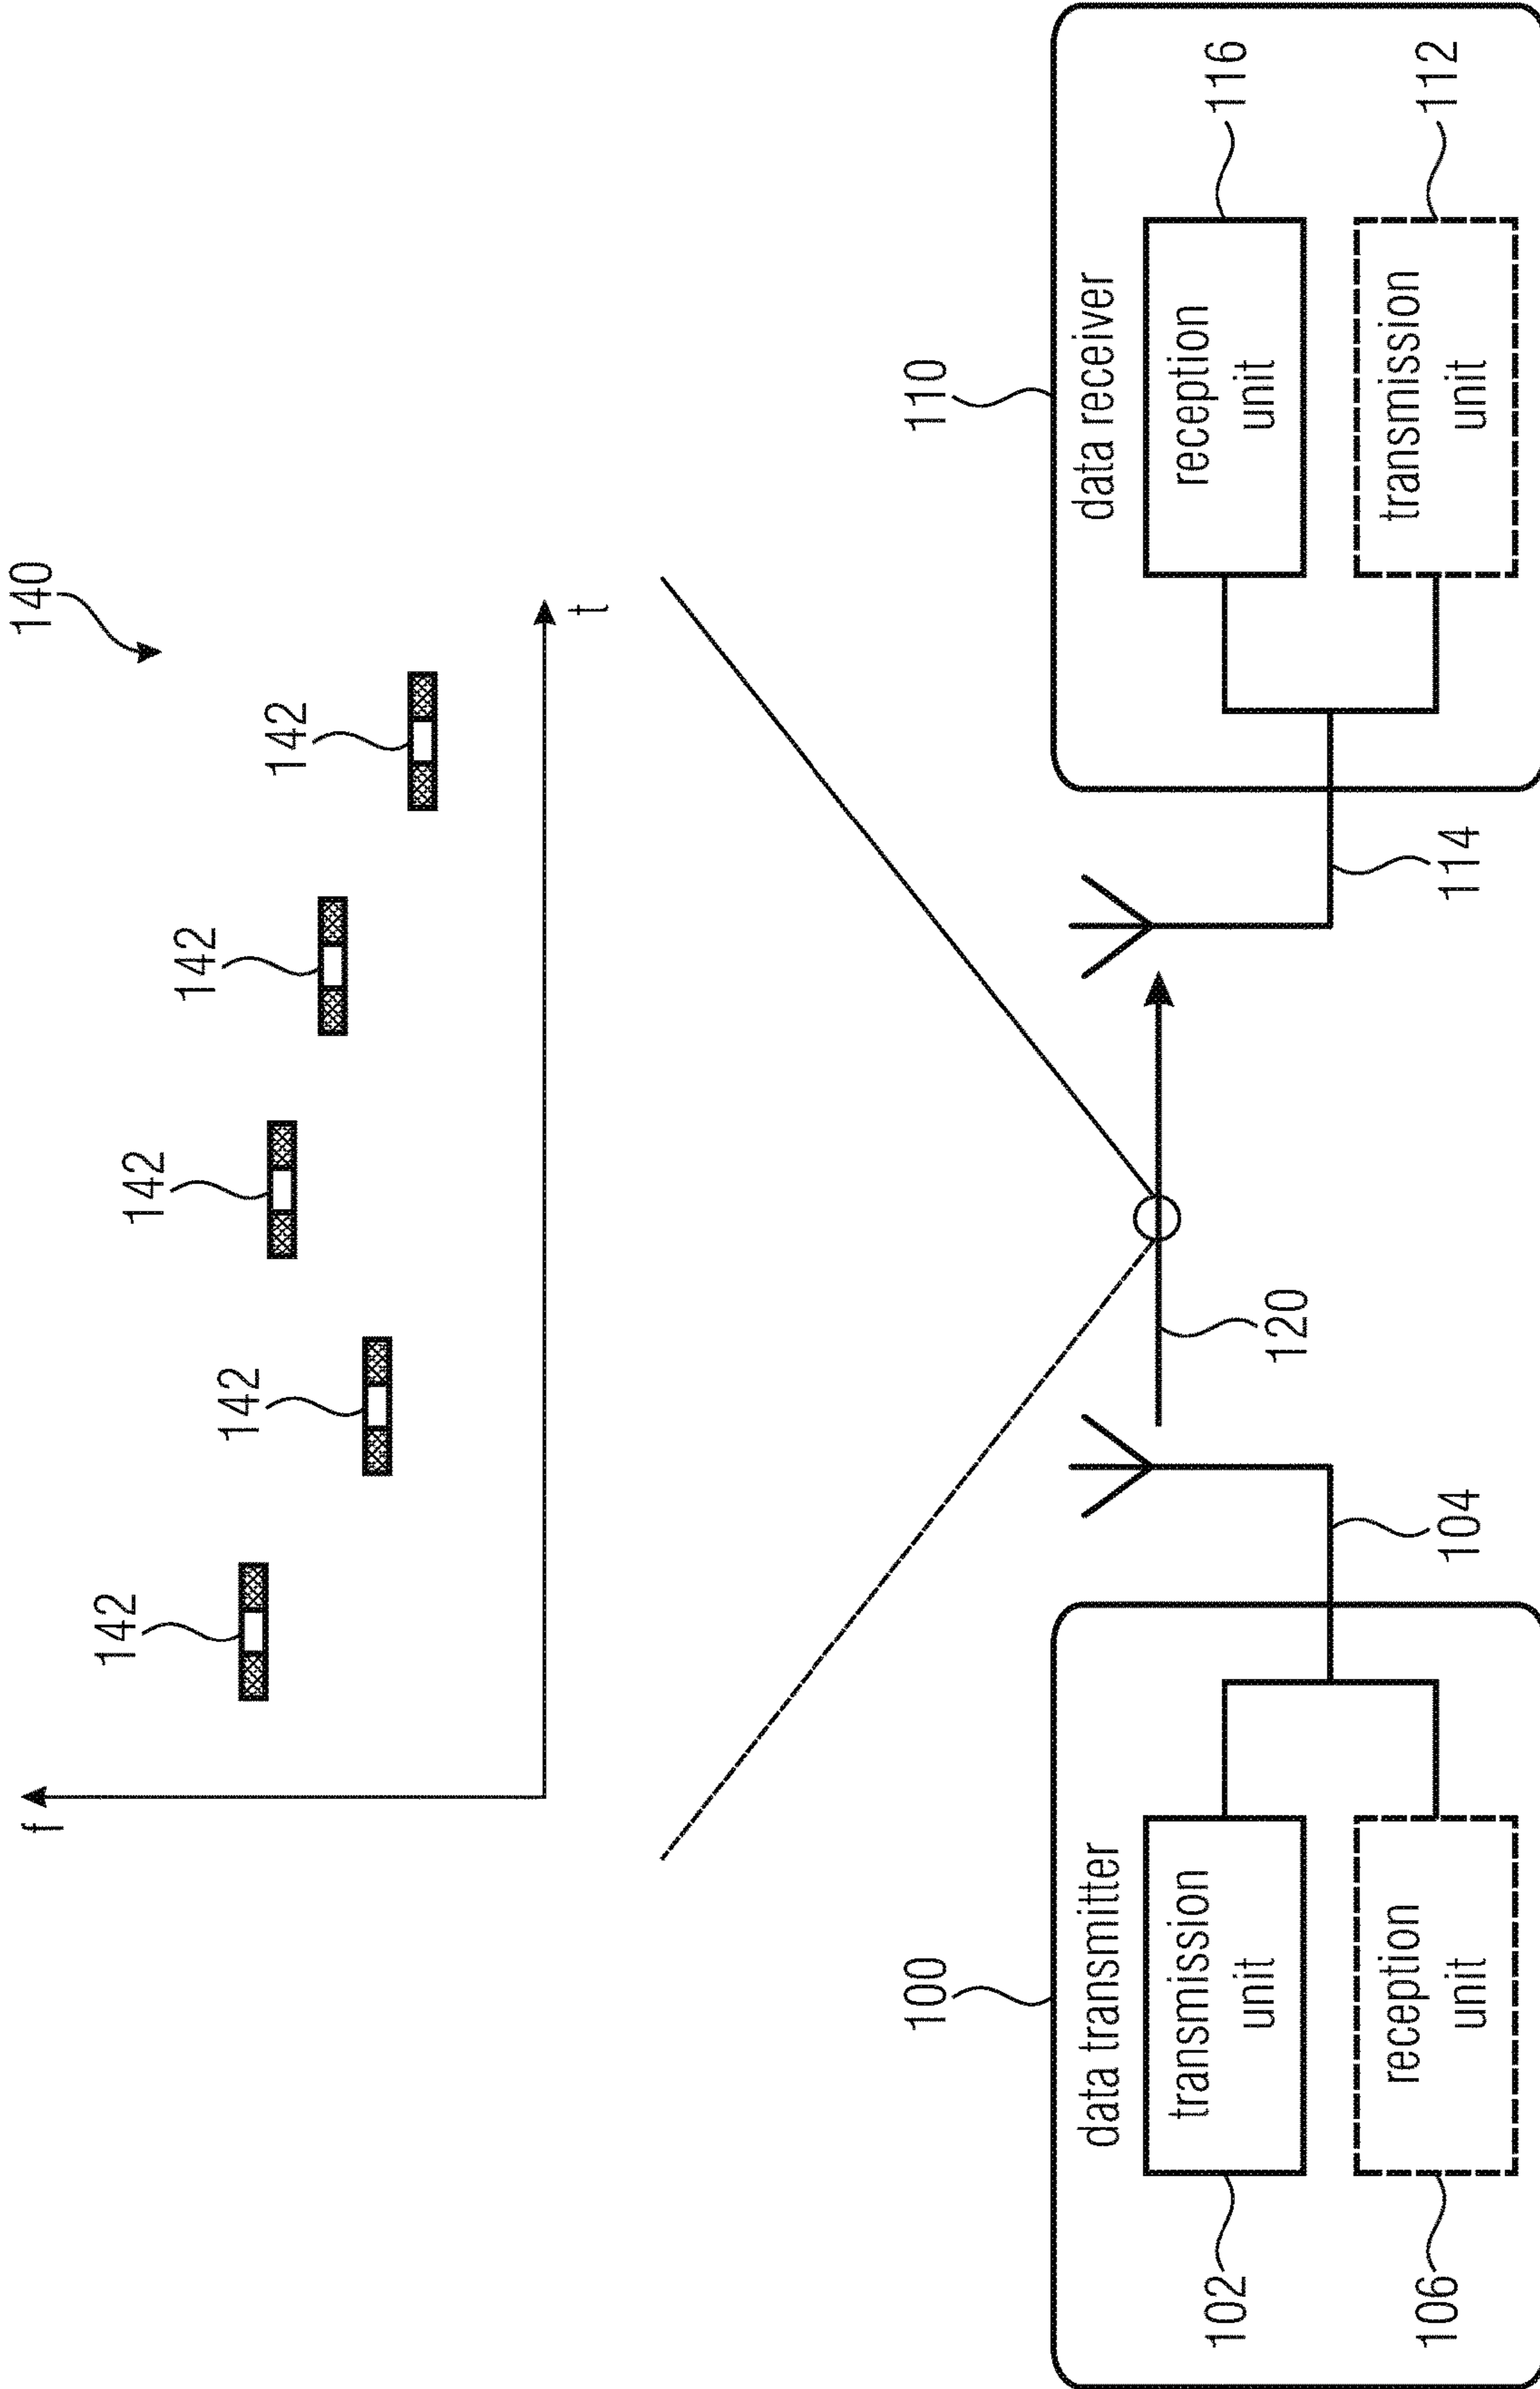 140
f
142
142
142
142
142
t
100
110
data transmitter
data receiver
102
transmission
unit
reception
unit
116
120
106
reception
unit
104
114
transmission
unit
112